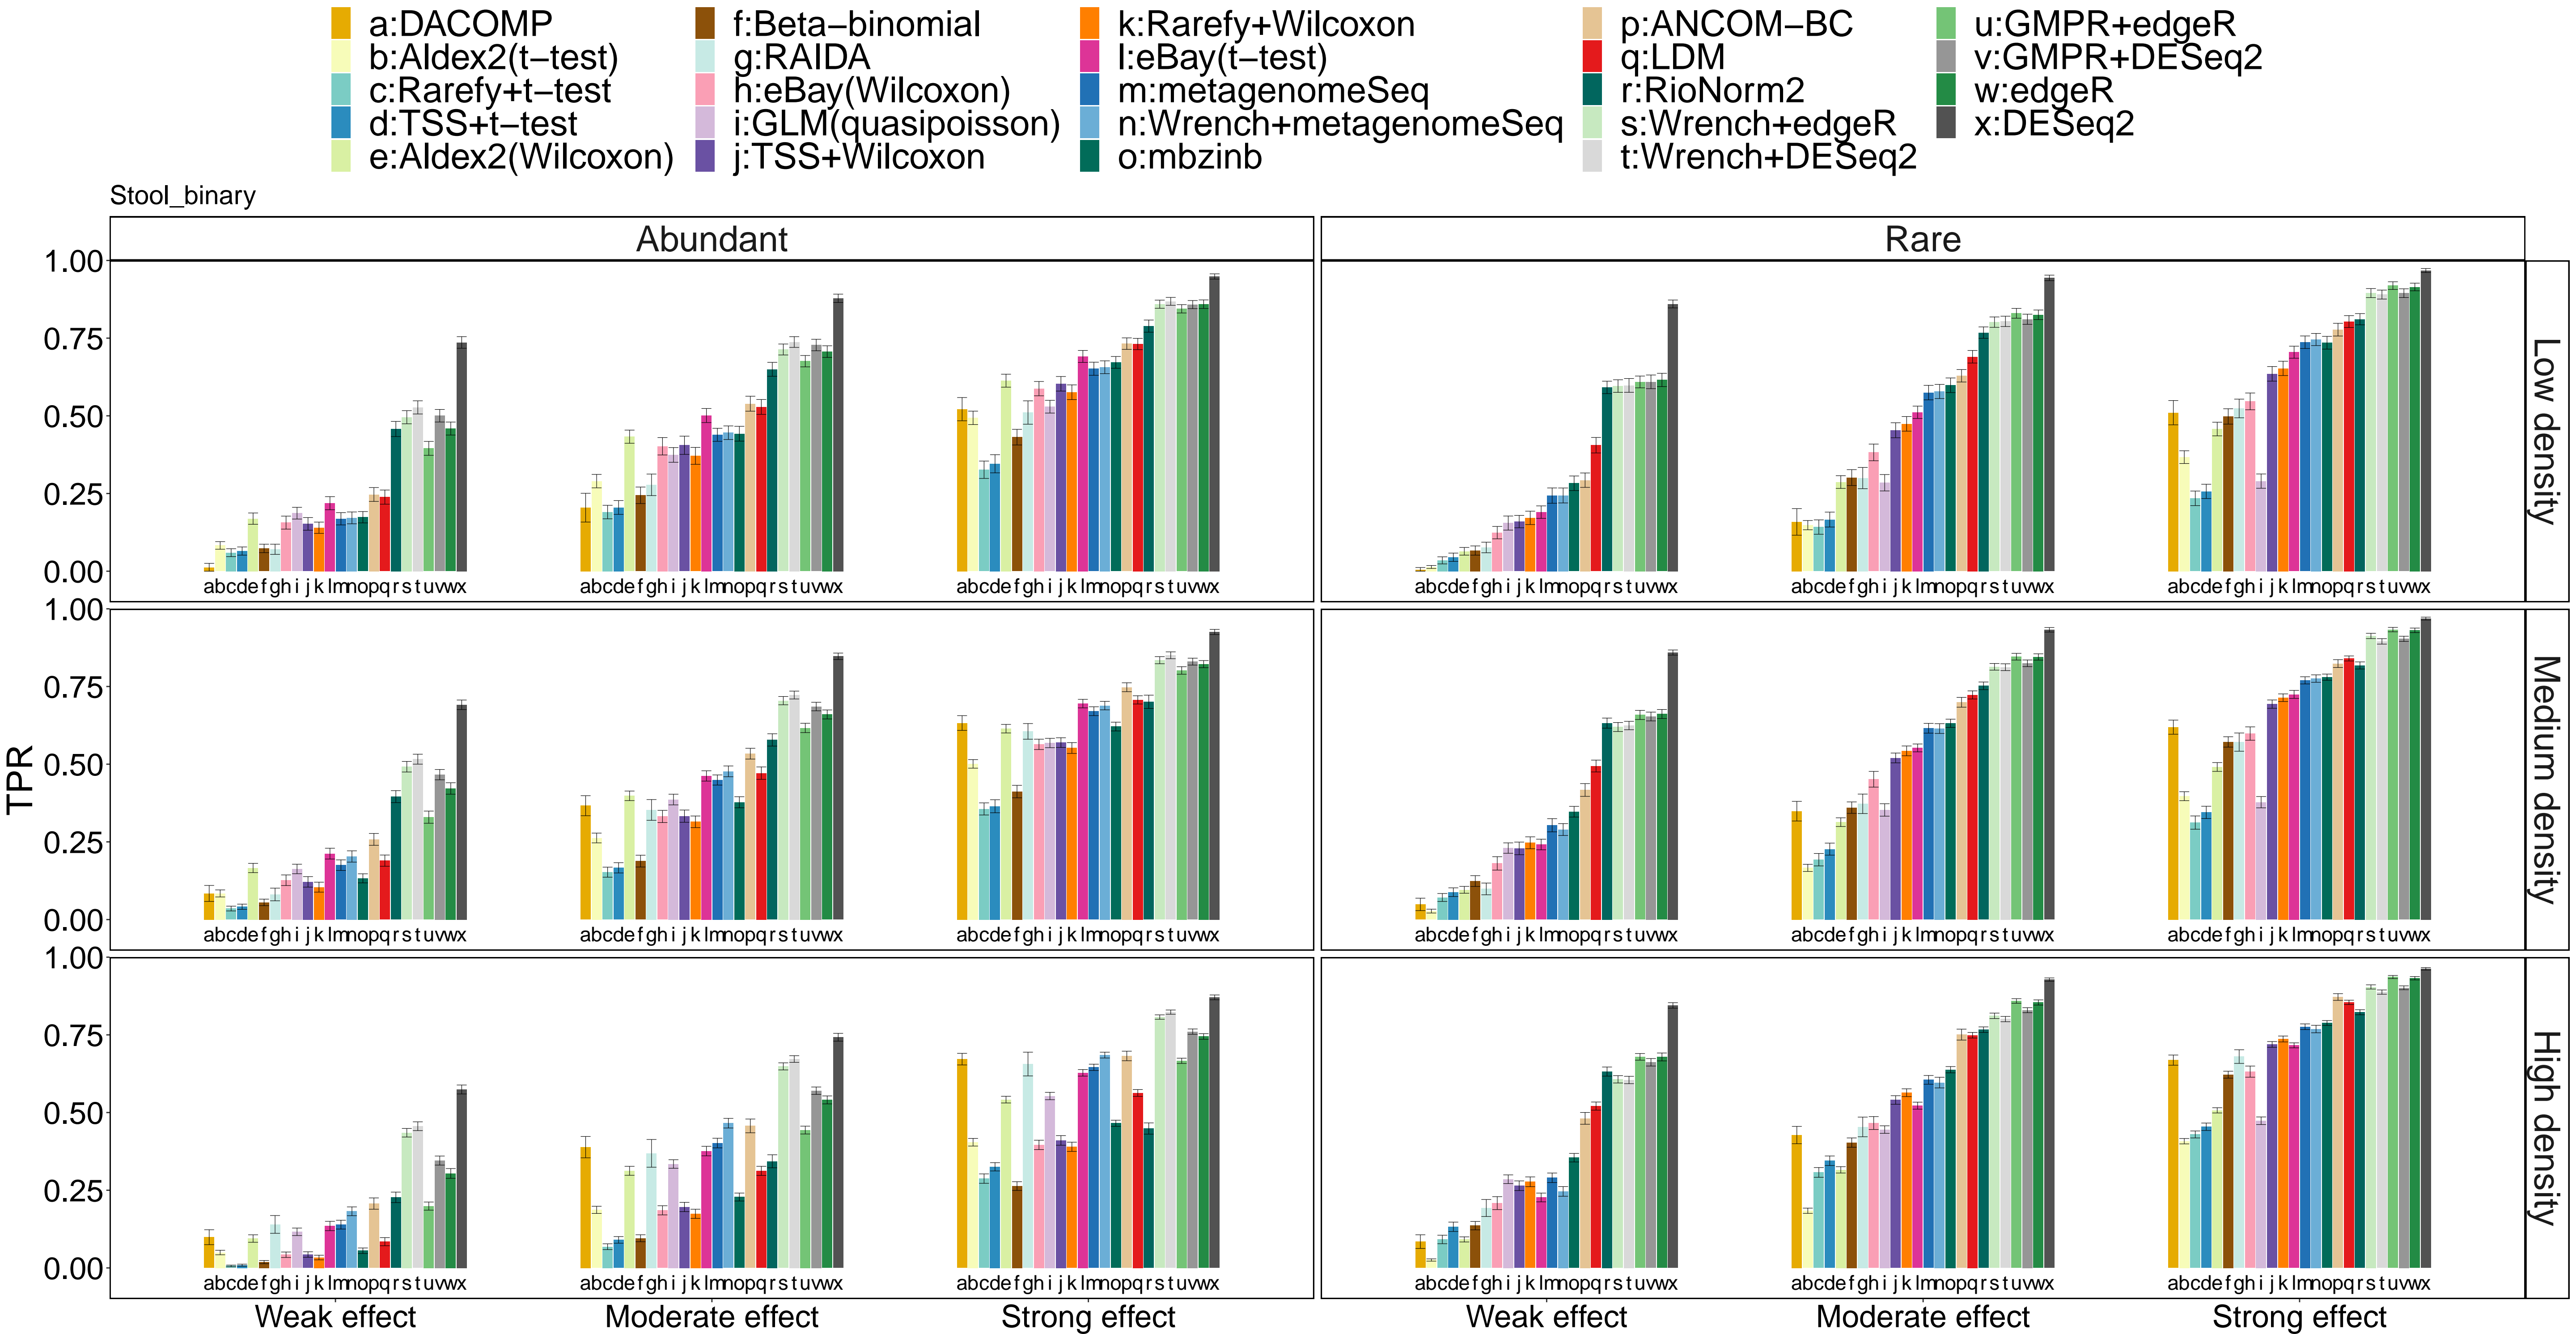 a:DACOMP f:Beta−binomial k:Rarefy+Wilcoxon p:ANCOM−BC u:GMPR+edgeR
b:Aldex2(t−test) g:RAIDA l:eBay(t−test) q:LDM v:GMPR+DESeq2
c:Rarefy+t−test h:eBay(Wilcoxon) m:metagenomeSeq r:RioNorm2 w:edgeR
d:TSS+t−test i:GLM(quasipoisson) n:Wrench+metagenomeSeq s:Wrench+edgeR x:DESeq2
e:Aldex2(Wilcoxon) j:TSS+Wilcoxon o:mbzinb t:Wrench+DESeq2
Stool_binary
Abundant Rare
1.00
0.75
0.50
0.25
0.00
abcdefghijklmnopqrstuvwx abcdefghijklmnopqrstuvwx abcdefghijklmnopqrstuvwx abcdefghijklmnopqrstuvwx abcdefghijklmnopqrstuvwx abcdefghijklmnopqrstuvwx
Low density
1.00
0.75
0.50
0.25
0.00
abcdefghijklmnopqrstuvwx abcdefghijklmnopqrstuvwx abcdefghijklmnopqrstuvwx abcdefghijklmnopqrstuvwx abcdefghijklmnopqrstuvwx abcdefghijklmnopqrstuvwx
Medium density
TPR
1.00
0.75
0.50
0.25
0.00
abcdefghijklmnopqrstuvwx abcdefghijklmnopqrstuvwx abcdefghijklmnopqrstuvwx abcdefghijklmnopqrstuvwx abcdefghijklmnopqrstuvwx abcdefghijklmnopqrstuvwx
High density
Weak effect Moderate effect Strong effect Weak effect Moderate effect Strong effect